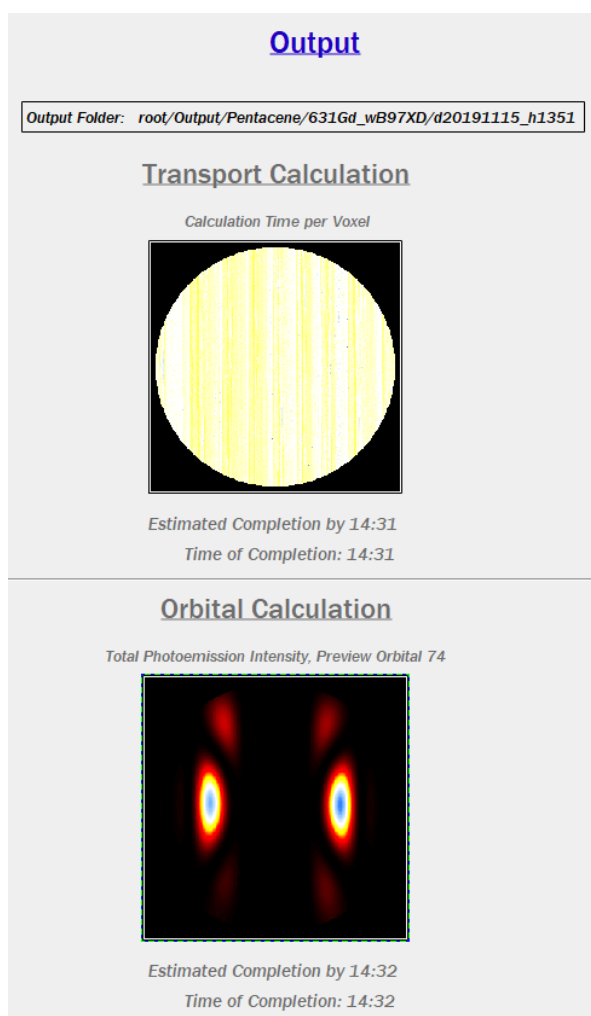 Output
Output Folder: root/Output/Pentacene/631Gd_wB97XD/d20191115_h1351
Transport Calculation
Calculation Time per Voxel
Estimated Completion by 14:31
Time of Completion: 14:31
Orbital Calculation
Total Photoemission Intensity, Preview Orbital 74
Estimated Completion by 14:32
Time of Completion: 14:32